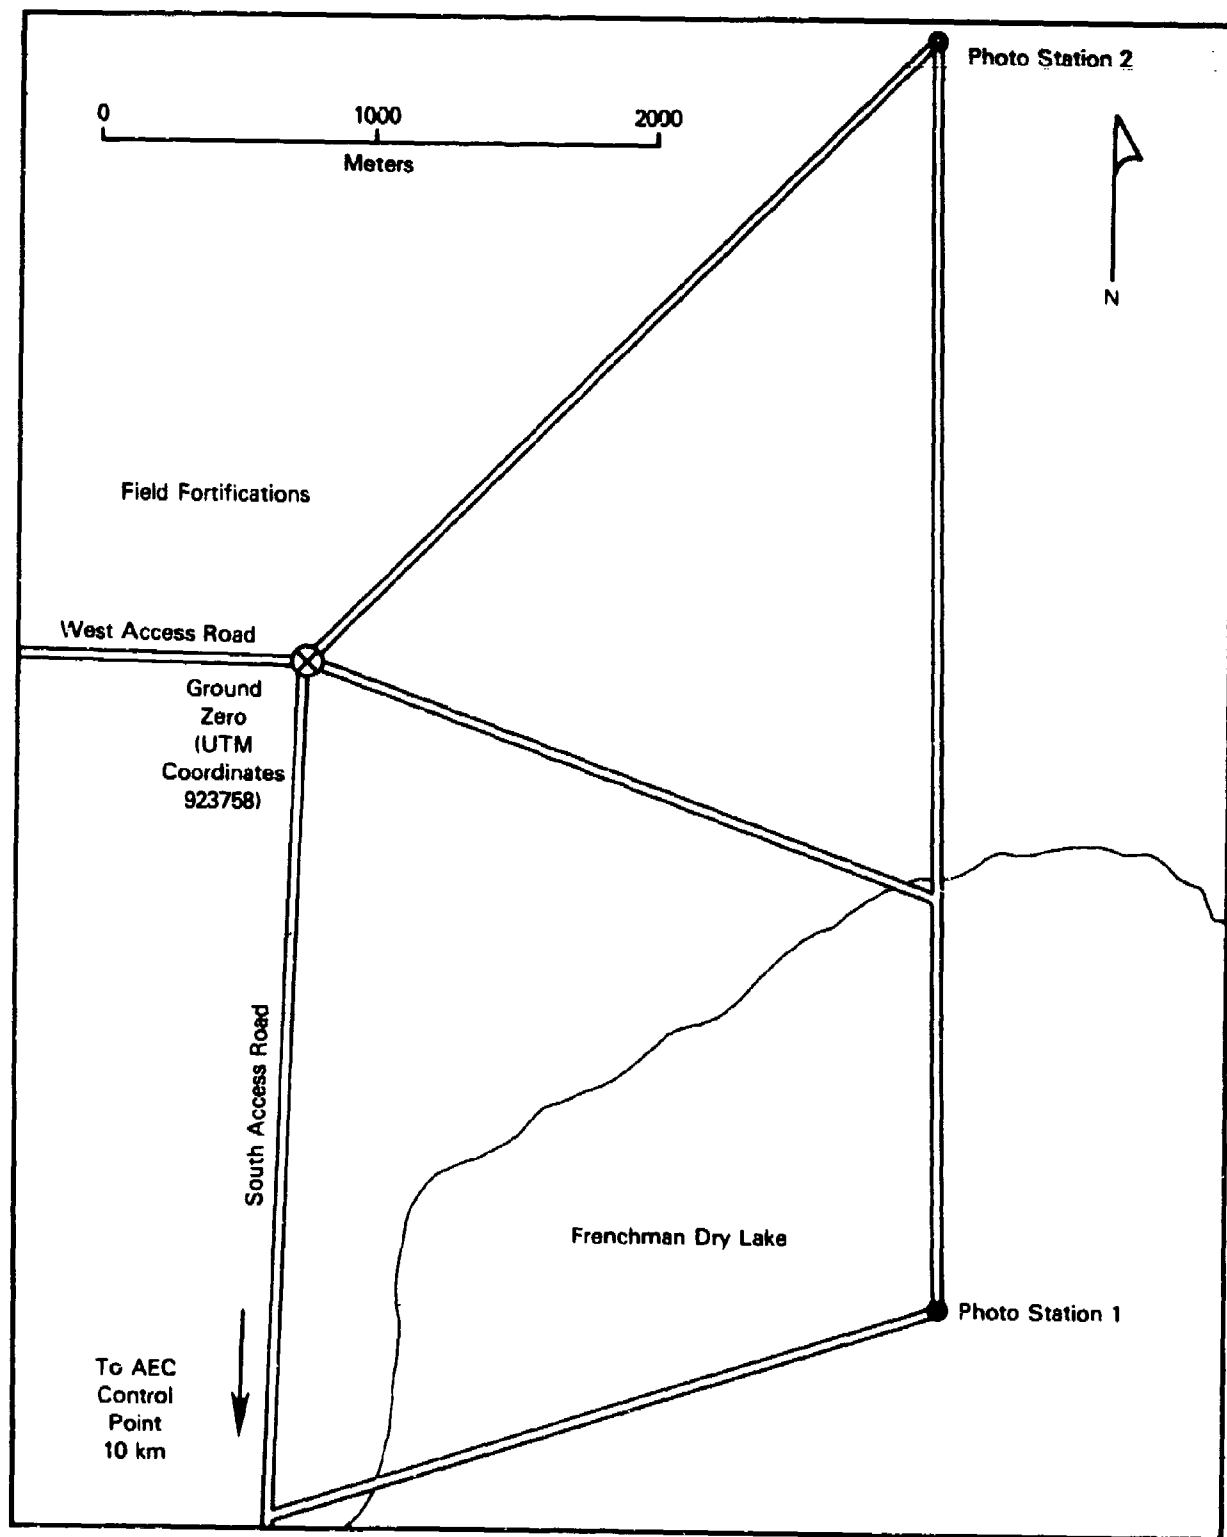 Photo Station 2
0 1000 2000
Meters
N
Field Fortifications
West Access Road
Ground
Zero
(UTM
Coordinates
923758)
South Access Road
Frenchman Dry Lake
Photo Station 1
To AEC
Control
Point
10 km